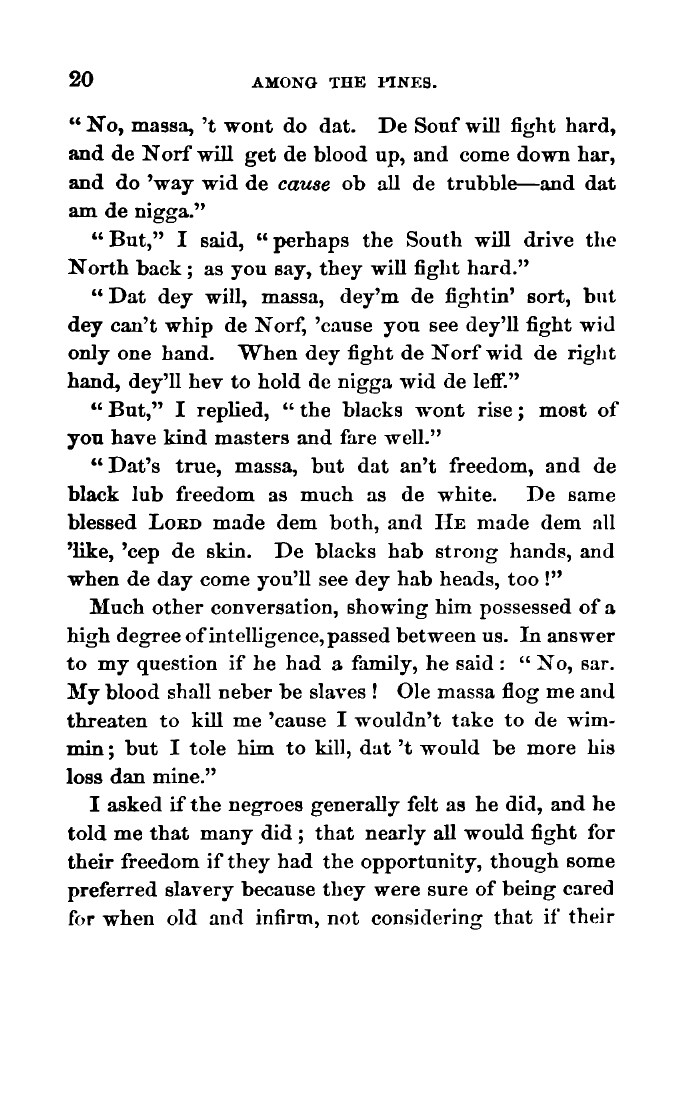 20 AMONG THE PINES.
“ No, massa, ’t wont do dat. De Souf will fight hard,
and de Norf will get de blood up, and come down har,
and do ’way wid de cause ob all de trubble—and dat
am de nigga.”
“ But,” I said, “ perhaps the South will drive the
North back ; as you say, they will fight hard.”
“ Dat dey will, massa, dey’m de fightin’ sort, but
dey can’t whip de Norf, ’cause you see dey’ll fight wid
only one hand. When dey fight de Norf wid de right
hand, dey’ll hev to hold de nigga wid de leff.”
“ But,” I replied, “ the blacks wont rise ; most of
you have kind masters and fare well.”
“ Dat’s true, massa, but dat an’t freedom, and de
black lub freedom as much as de white. De same
blessed LORD made dem both, and HE made dem all
’like, ’cep de skin. De blacks hab strong hands, and
when de day come you’ll see dey hab heads, too !”
Much other conversation, showing him possessed of a
high degree of intelligence, passed between us. In answer
to my question if he had a family, he said : “ No, sar.
My blood shall neber be slaves ! Ole massa flog me and
threaten to kill me ’cause I wouldn’t take to de wim-
min ; but I tole him to kill, dat ’t would be more his
loss dan mine.”
I asked if the negroes generally felt as he did, and he
told me that many did ; that nearly all would fight for
their freedom if they had the opportunity, though some
preferred slavery because they were sure of being cared
for when old and infirm, not considering that if their